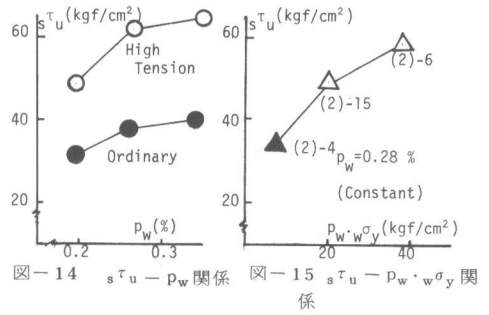 sτu(kgf/cm²)
60
40
20
High
Tension
Ordinary
pw(%)
0.2
0.3
図－14 sτu－pw関係
sτu(kgf/cm²)
60
40
20
(2)-6
(2)-15
(2)-4
pw=0.28 %
(Constant)
pw·wσy(kgf/cm²)
20
40
図－15 sτu－pw·wσy関
係